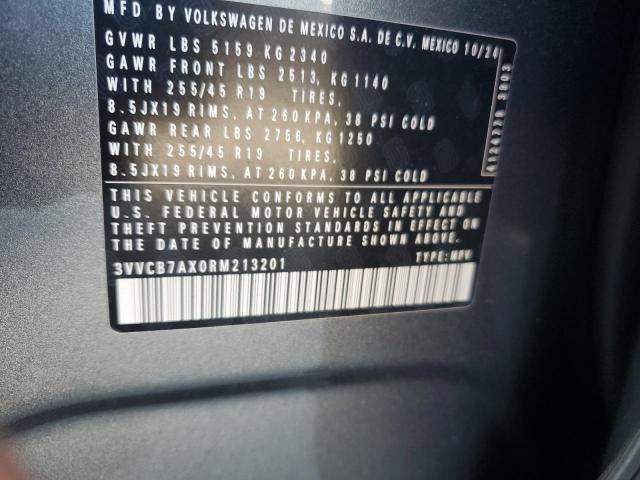 MFD BY VOLKSWAGEN DE MEXICO S.A. DE C.V. MEXICO 10/24
GVWR LBS 5159 KG 2340
GAWR FRONT LBS 2513, KG 1140
WITH 255/45 R19 TIRES,
8.5JX19 RIMS, AT 260 KPA, 38 PSI COLD
GAWR REAR LBS 2756, KG 1250
WITH 255/45 R19 TIRES,
8.5JX19 RIMS, AT 260 KPA, 38 PSI COLD
THIS VEHICLE CONFORMS TO ALL APPLICABLE
U.S. FEDERAL MOTOR VEHICLE SAFETY AND
THEFT PREVENTION STANDARDS IN EFFECT ON
THE DATE OF MANUFACTURE SHOWN ABOVE
3VVCB7AX0RM213201 TYPE: MPV